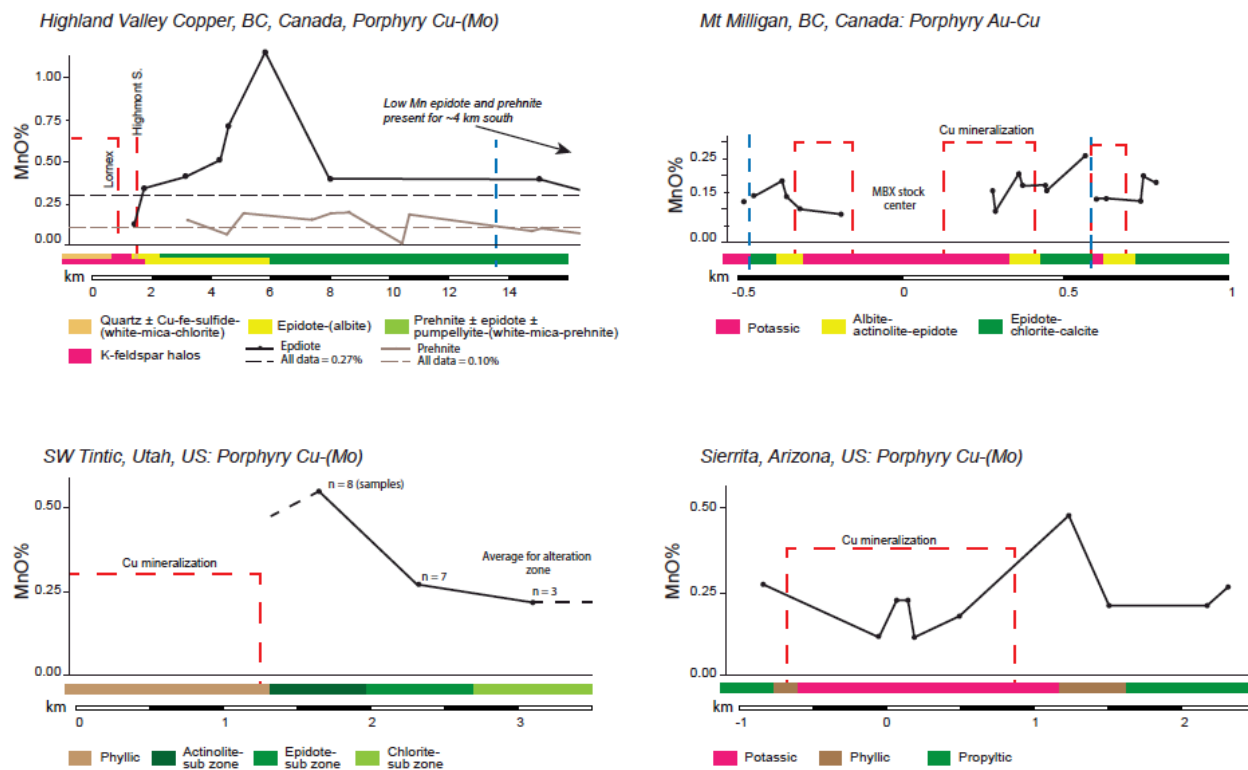 Highland Valley Copper, BC, Canada, Porphyry Cu-(Mo)
MnO%
1.00
0.75
0.50
0.25
0.00
Lornex
Highmont S.
Low Mn epidote and prehnite
present for ~4 km south
km
0 2 4 6 8 10 12 14
Quartz ± Cu-fe-sulfide-
(white-mica-chlorite)
Epidote-(albite)
Prehnite ± epidote ±
pumpellyite-(white-mica-prehnite)
K-feldspar halos
Epdiote
All data = 0.27%
Prehnite
All data = 0.10%
Mt Milligan, BC, Canada: Porphyry Au-Cu
MnO%
0.25
0.15
0.00
Cu mineralization
MBX stock
center
km
-0.5 0 0.5 1
Potassic
Albite-
actinolite-epidote
Epidote-
chlorite-calcite
SW Tintic, Utah, US: Porphyry Cu-(Mo)
MnO%
0.50
0.25
0.00
Cu mineralization
n = 8 (samples)
n = 7
Average for alteration
zone
n = 3
km
0 1 2 3
Phyllic
Actinolite-
sub zone
Epidote-
sub zone
Chlorite-
sub zone
Sierrita, Arizona, US: Porphyry Cu-(Mo)
MnO%
0.50
0.25
0.00
Cu mineralization
km
-1 0 1 2
Potassic
Phyllic
Propyltic